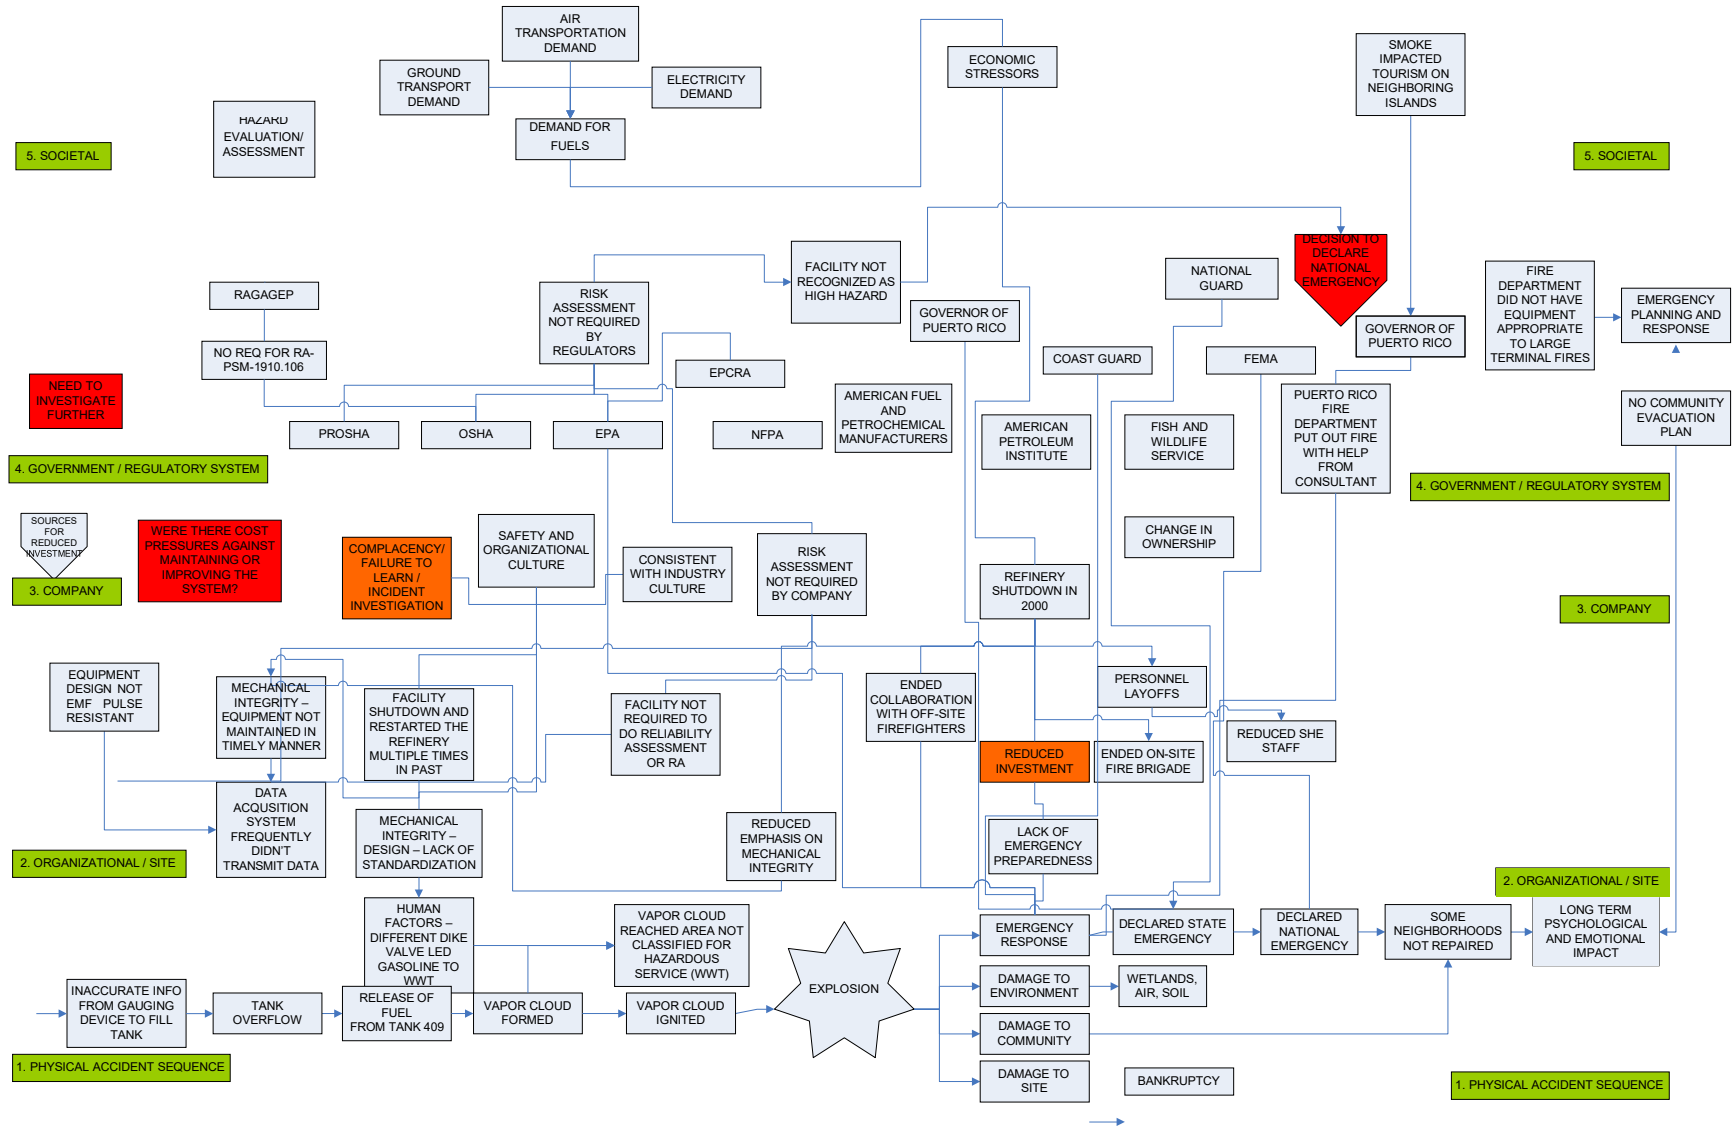 AIR
TRANSPORTATION
DEMAND
GROUND
TRANSPORT
DEMAND
ELECTRICITY
DEMAND
DEMAND FOR
FUELS
ECONOMIC
STRESSORS
SMOKE
IMPACTED
TOURISM ON
NEIGHBORING
ISLANDS
HAZARD
EVALUATION/
ASSESSMENT
5. SOCIETAL
5. SOCIETAL
RAGAGEP
NO REQ FOR RA-
PSM-1910.106
RISK
ASSESSMENT
NOT REQUIRED
BY
REGULATORS
FACILITY NOT
RECOGNIZED AS
HIGH HAZARD
GOVERNOR OF
PUERTO RICO
NATIONAL
GUARD
DECISION TO
DECLARE
NATIONAL
EMERGENCY
GOVERNOR OF
PUERTO RICO
FIRE
DEPARTMENT
DID NOT HAVE
EQUIPMENT
APPROPRIATE
TO LARGE
TERMINAL FIRES
EMERGENCY
PLANNING AND
RESPONSE
NEED TO
INVESTIGATE
FURTHER
EPCRA
COAST GUARD
FEMA
PROSHA
OSHA
EPA
NFPA
AMERICAN FUEL
AND
PETROCHEMICAL
MANUFACTURERS
AMERICAN
PETROLEUM
INSTITUTE
FISH AND
WILDLIFE
SERVICE
PUERTO RICO
FIRE
DEPARTMENT
PUT OUT FIRE
WITH HELP
FROM
CONSULTANT
NO COMMUNITY
EVACUATION
PLAN
4. GOVERNMENT / REGULATORY SYSTEM
4. GOVERNMENT / REGULATORY SYSTEM
SOURCES
FOR
REDUCED
INVESTMENT
3. COMPANY
WERE THERE COST
PRESSURES AGAINST
MAINTAINING OR
IMPROVING THE
SYSTEM?
COMPLACENCY/
FAILURE TO
LEARN /
INCIDENT
INVESTIGATION
SAFETY AND
ORGANIZATIONAL
CULTURE
CONSISTENT
WITH INDUSTRY
CULTURE
RISK
ASSESSMENT
NOT REQUIRED
BY COMPANY
REFINERY
SHUTDOWN IN
2000
CHANGE IN
OWNERSHIP
3. COMPANY
EQUIPMENT
DESIGN NOT
EMF PULSE
RESISTANT
MECHANICAL
INTEGRITY –
EQUIPMENT NOT
MAINTAINED IN
TIMELY MANNER
FACILITY
SHUTDOWN AND
RESTARTED THE
REFINERY
MULTIPLE TIMES
IN PAST
FACILITY NOT
REQUIRED TO
DO RELIABILITY
ASSESSMENT
OR RA
ENDED
COLLABORATION
WITH OFF-SITE
FIREFIGHTERS
PERSONNEL
LAYOFFS
REDUCED SHE
STAFF
REDUCED
INVESTMENT
ENDED ON-SITE
FIRE BRIGADE
DATA
ACQUSITION
SYSTEM
FREQUENTLY
DIDN'T
TRANSMIT DATA
MECHANICAL
INTEGRITY –
DESIGN – LACK OF
STANDARDIZATION
REDUCED
EMPHASIS ON
MECHANICAL
INTEGRITY
LACK OF
EMERGENCY
PREPAREDNESS
2. ORGANIZATIONAL / SITE
2. ORGANIZATIONAL / SITE
HUMAN
FACTORS –
DIFFERENT DIKE
VALVE LED
GASOLINE TO
WWT
VAPOR CLOUD
REACHED AREA NOT
CLASSIFIED FOR
HAZARDOUS
SERVICE (WWT)
EMERGENCY
RESPONSE
DECLARED STATE
EMERGENCY
DECLARED
NATIONAL
EMERGENCY
SOME
NEIGHBORHOODS
NOT REPAIRED
LONG TERM
PSYCHOLOGICAL
AND EMOTIONAL
IMPACT
INACCURATE INFO
FROM GAUGING
DEVICE TO FILL
TANK
TANK
OVERFLOW
RELEASE OF
FUEL
FROM TANK 409
VAPOR CLOUD
FORMED
VAPOR CLOUD
IGNITED
EXPLOSION
DAMAGE TO
ENVIRONMENT
WETLANDS,
AIR, SOIL
DAMAGE TO
COMMUNITY
DAMAGE TO
SITE
BANKRUPTCY
1. PHYSICAL ACCIDENT SEQUENCE
1. PHYSICAL ACCIDENT SEQUENCE